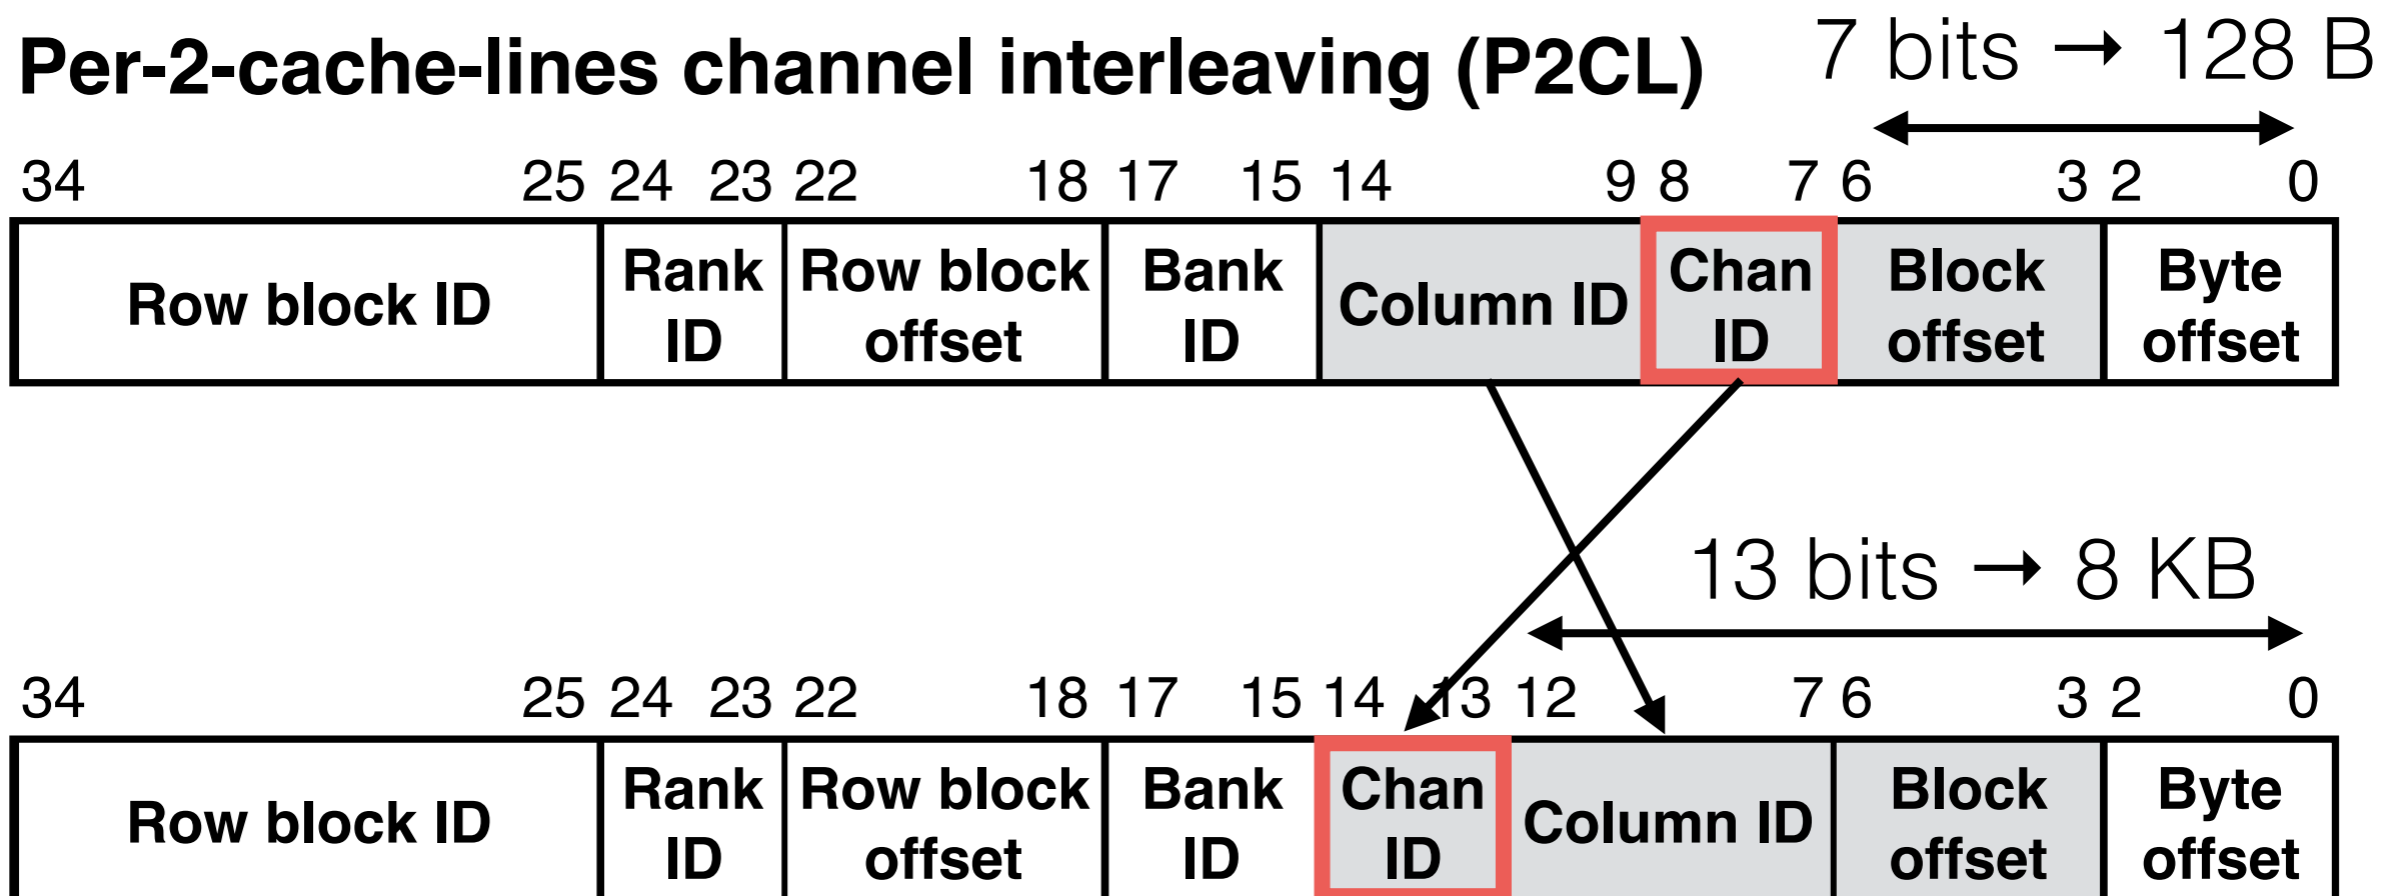 Per-2-cache-lines channel interleaving (P2CL) 7 bits → 128 B
34 25 24 23 22 18 17 15 14 9 8 7 6 3 2 0
Row block ID Rank ID Row block offset Bank ID Column ID Chan ID Block offset Byte offset
13 bits → 8 KB
34 25 24 23 22 18 17 15 14 13 12 7 6 3 2 0
Row block ID Rank ID Row block offset Bank ID Chan ID Column ID Block offset Byte offset